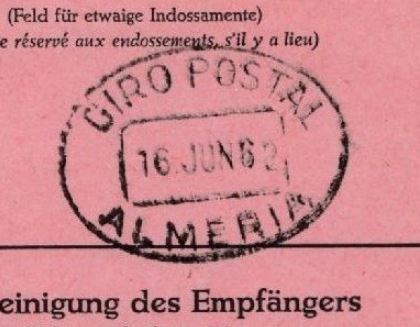 (Feld für etwaige Indossamente)
e réservé aux endossements, s'il y a lieu)
GIRO POSTAL
16 JUN 62
ALMERIA
einigung des Empfängers